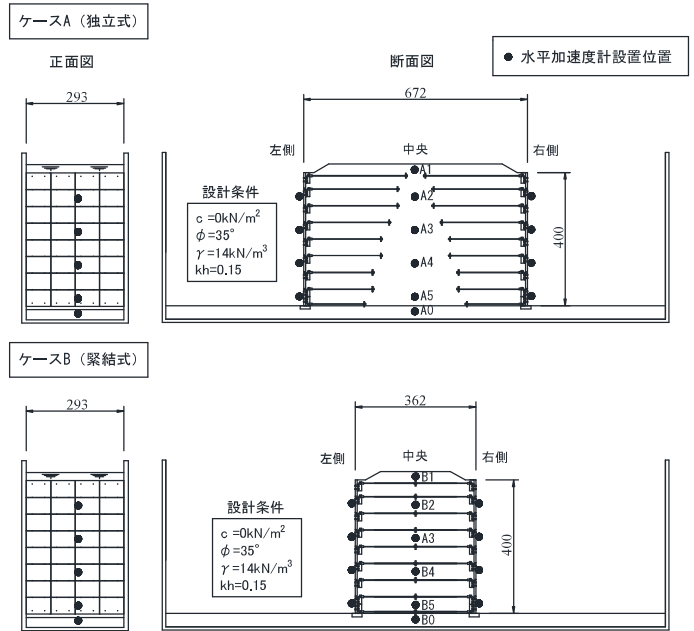 ケースA（独立式）
正面図
断面図
● 水平加速度計設置位置
293
672
左側
中央
右側
設計条件
c =0kN/m²
φ=35°
γ=14kN/m³
kh=0.15
A1
A2
A3
A4
A5
A0
400
ケースB（緊結式）
293
362
左側
中央
右側
設計条件
c =0kN/m²
φ=35°
γ=14kN/m³
kh=0.15
B1
B2
A3
B4
B5
B0
400